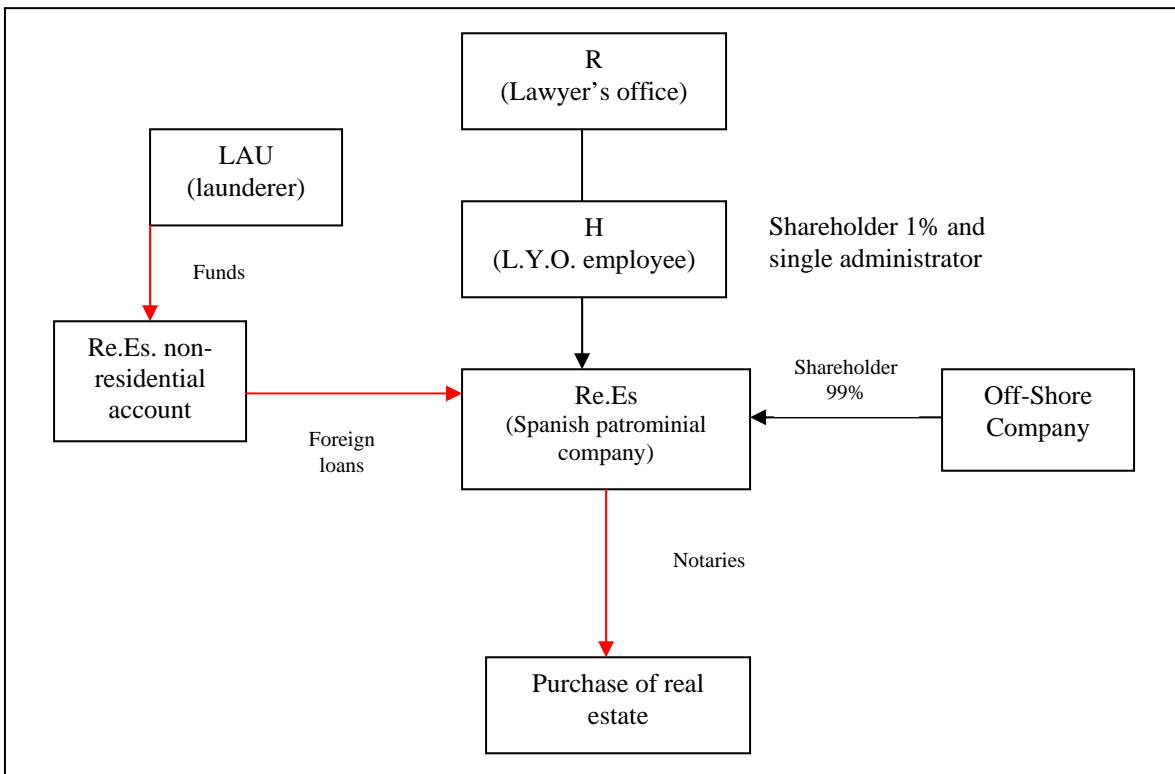 R
(Lawyer’s office)
LAU
(launderer)
H
(L.Y.O. employee)
Shareholder 1% and
single administrator
Funds
Re.Es. non-
residential
account
Foreign
loans
Re.Es
(Spanish patrominial
company)
Shareholder
99%
Off-Shore
Company
Notaries
Purchase of real
estate